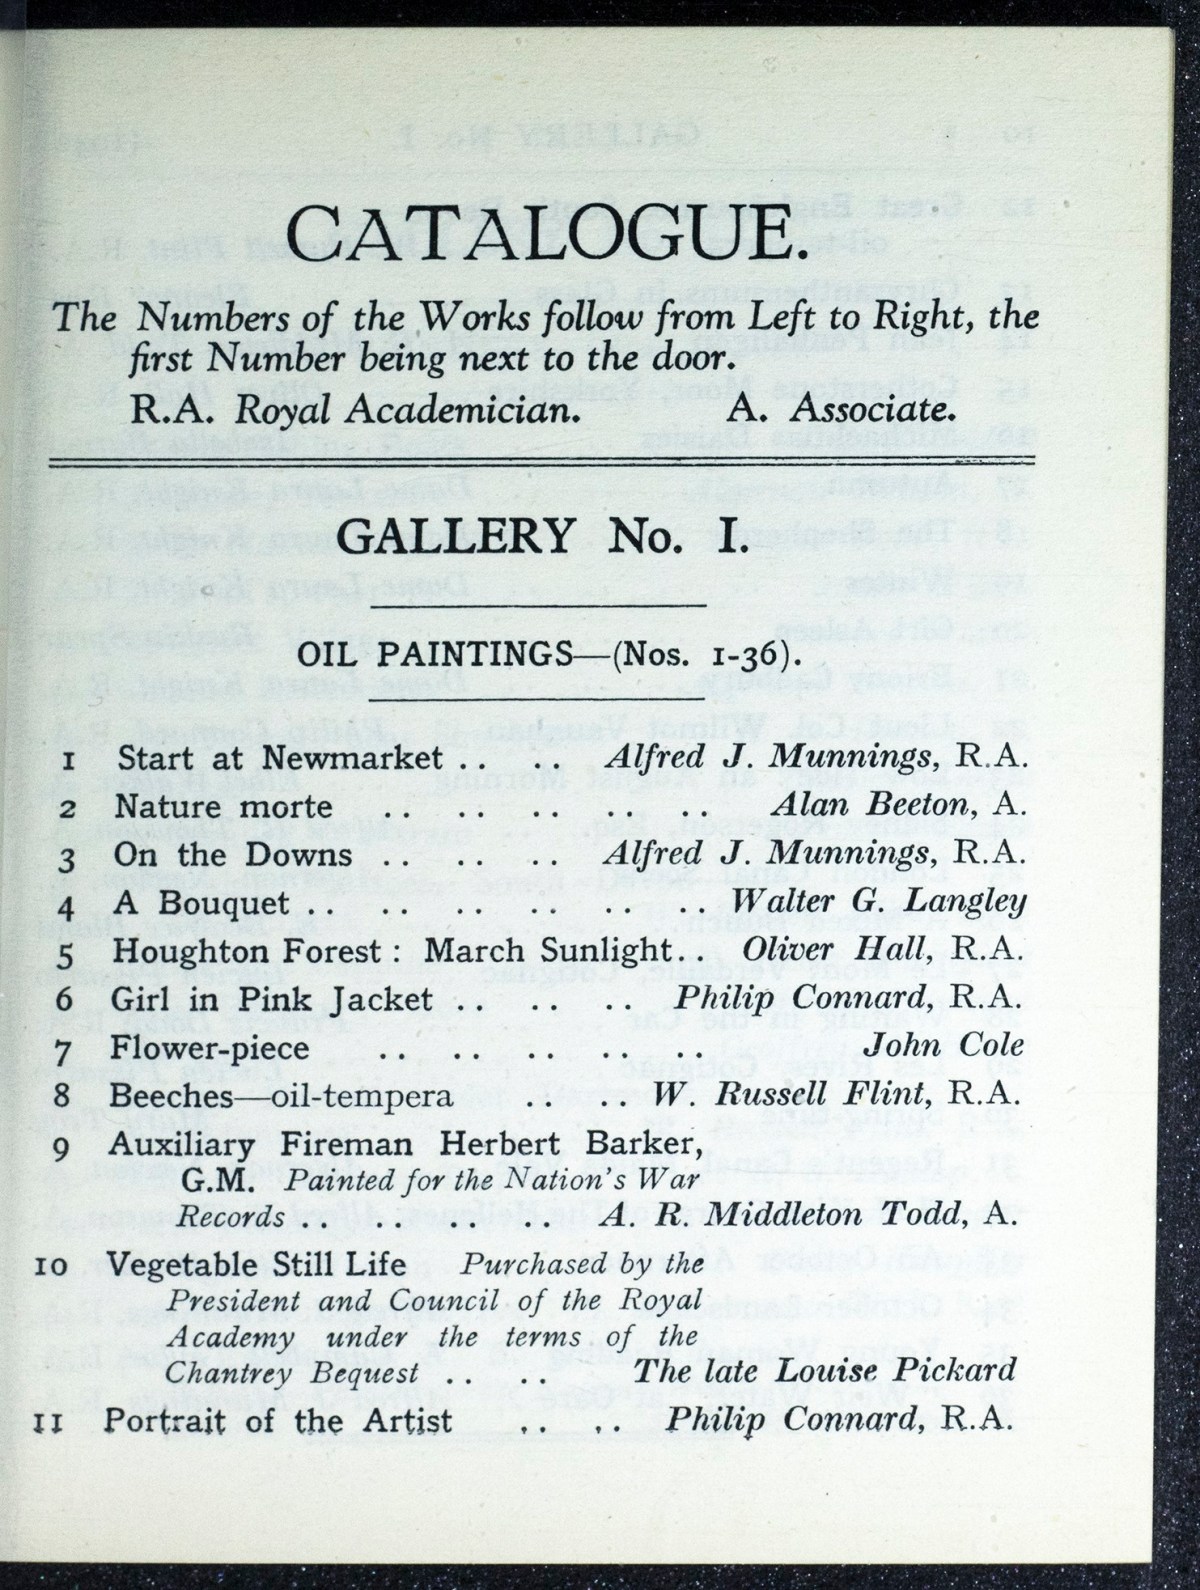 CATALOGUE.
The Numbers of the Works follow from Left to Right, the
first Number being next to the door.
R.A. Royal Academician. A. Associate.
GALLERY No. I.
OIL PAINTINGS—(Nos. 1-36).
1 Start at Newmarket .. .. Alfred J. Munnings, R.A.
2 Nature morte .. .. .. .. .. Alan Beeton, A.
3 On the Downs .. .. .. Alfred J. Munnings, R.A.
4 A Bouquet .. .. .. .. .. .. Walter G. Langley
5 Houghton Forest : March Sunlight .. Oliver Hall, R.A.
6 Girl in Pink Jacket .. .. .. Philip Connard, R.A.
7 Flower-piece .. .. .. .. .. John Cole
8 Beeches—oil-tempera .. .. W. Russell Flint, R.A.
9 Auxiliary Fireman Herbert Barker,
G.M. Painted for the Nation's War
Records .. .. .. .. A. R. Middleton Todd, A.
10 Vegetable Still Life Purchased by the
President and Council of the Royal
Academy under the terms of the
Chantrey Bequest .. .. The late Louise Pickard
11 Portrait of the Artist .. .. Philip Connard, R.A.